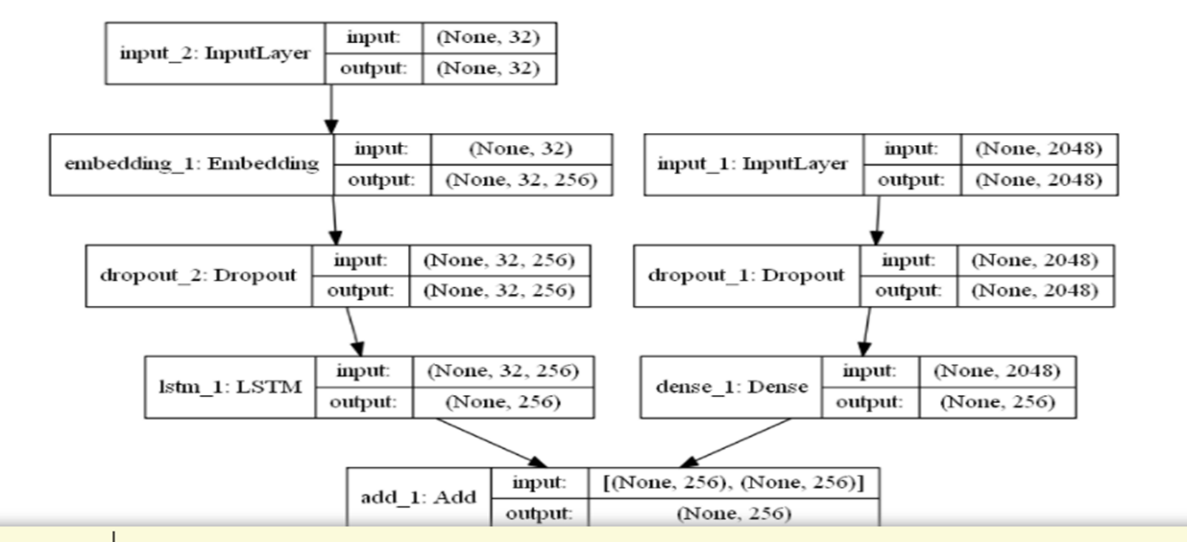 input_2: InputLayer input: (None, 32)
output: (None, 32)
embedding_1: Embedding input: (None, 32)
output: (None, 32, 256)
input_1: InputLayer input: (None, 2048)
output: (None, 2048)
dropout_2: Dropout input: (None, 32, 256)
output: (None, 32, 256)
dropout_1: Dropout input: (None, 2048)
output: (None, 2048)
lstm_1: LSTM input: (None, 32, 256)
output: (None, 256)
dense_1: Dense input: (None, 2048)
output: (None, 256)
add_1: Add input: [(None, 256), (None, 256)]
output: (None, 256)